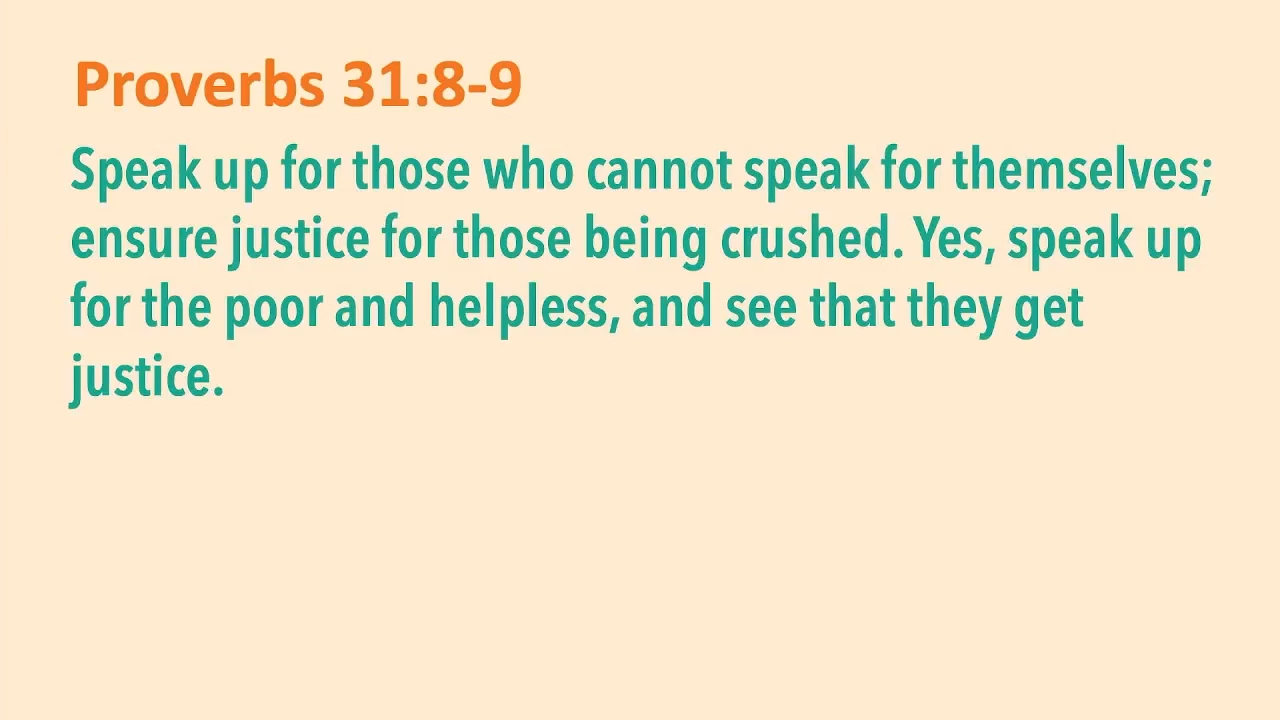 Proverbs 31:8-9
Speak up for those who cannot speak for themselves;
ensure justice for those being crushed. Yes, speak up
for the poor and helpless, and see that they get
justice.